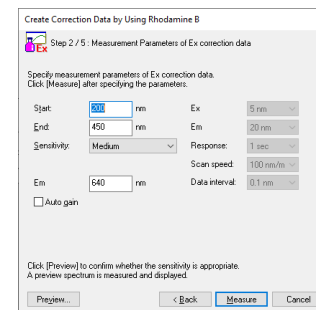 Create Correction Data by Using Rhodamine B
Ex
Step 2 / 5 : Measurement Parameters of Ex correction data
Specify measurement parameters of Ex correction data.
Click [Measure] after specifying the parameters.
Start: 200 nm Ex 5 nm
End: 450 nm Em 20 nm
Sensitivity: Medium Response: 1 sec
Scan speed: 100 nm/m
Em 640 nm Data interval: 0.1 nm
Auto gain
Click [Preview] to confirm whether the sensitivity is appropriate.
A preview spectrum is measured and displayed.
Preview... < Back Measure Cancel